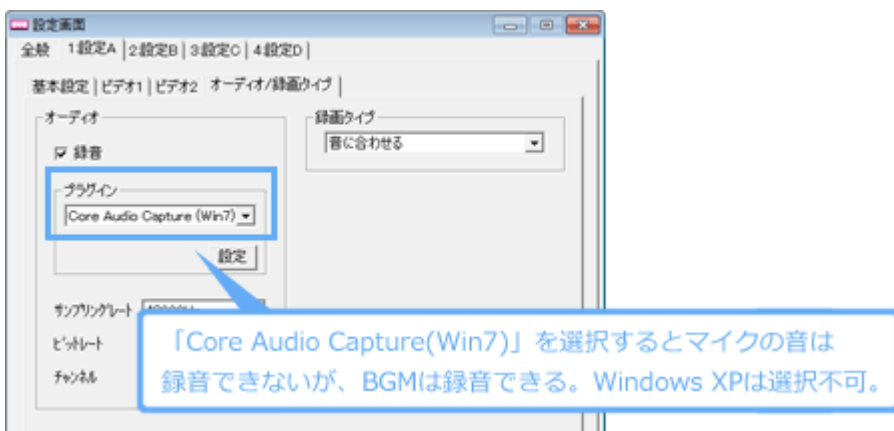 設定画面
全般 1:設定A 2:設定B 3:設定C 4:設定D
基本設定 ビデオ1 ビデオ2 オーディオ/録画タイプ
オーディオ
録画タイプ
録音
音に合わせる
プラグイン
Core Audio Capture (Win7)
設定
サンプリングレート
ビットレート
チャンネル
「Core Audio Capture(Win7)」を選択するとマイクの音は
録音できないが、BGMは録音できる。Windows XPは選択不可。